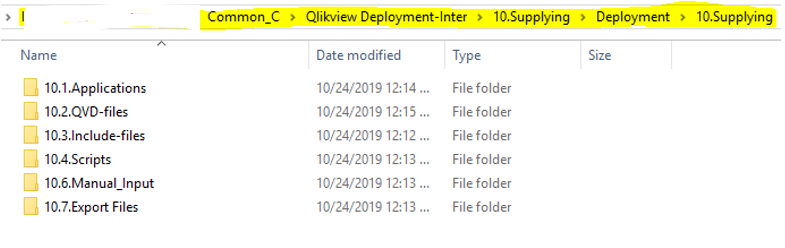 Common_C > Qlikview Deployment-Inter > 10.Supplying > Deployment > 10.Supplying
Name Date modified Type Size
10.1.Applications 10/24/2019 12:14 ... File folder
10.2.QVD-files 10/24/2019 12:15 ... File folder
10.3.Include-files 10/24/2019 12:12 ... File folder
10.4.Scripts 10/24/2019 12:13 ... File folder
10.6.Manual_Input 10/24/2019 12:13 ... File folder
10.7.Export Files 10/24/2019 12:13 ... File folder